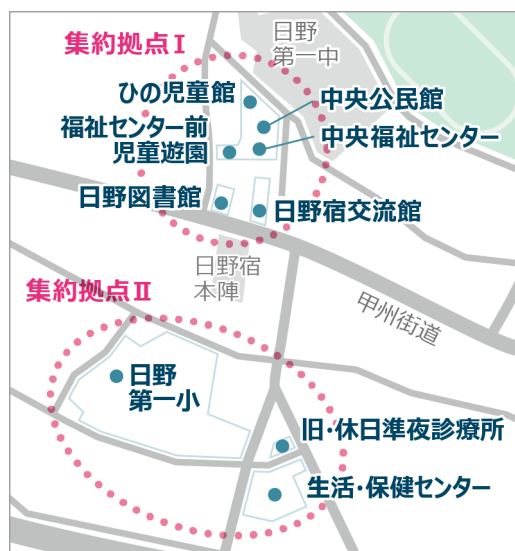 集約拠点Ⅰ
日野
第一中
ひの児童館
中央公民館
福祉センター前
児童遊園
中央福祉センター
日野図書館
日野宿交流館
日野宿
本陣
集約拠点Ⅱ
甲州街道
日野
第一小
旧・休日準夜診療所
生活・保健センター